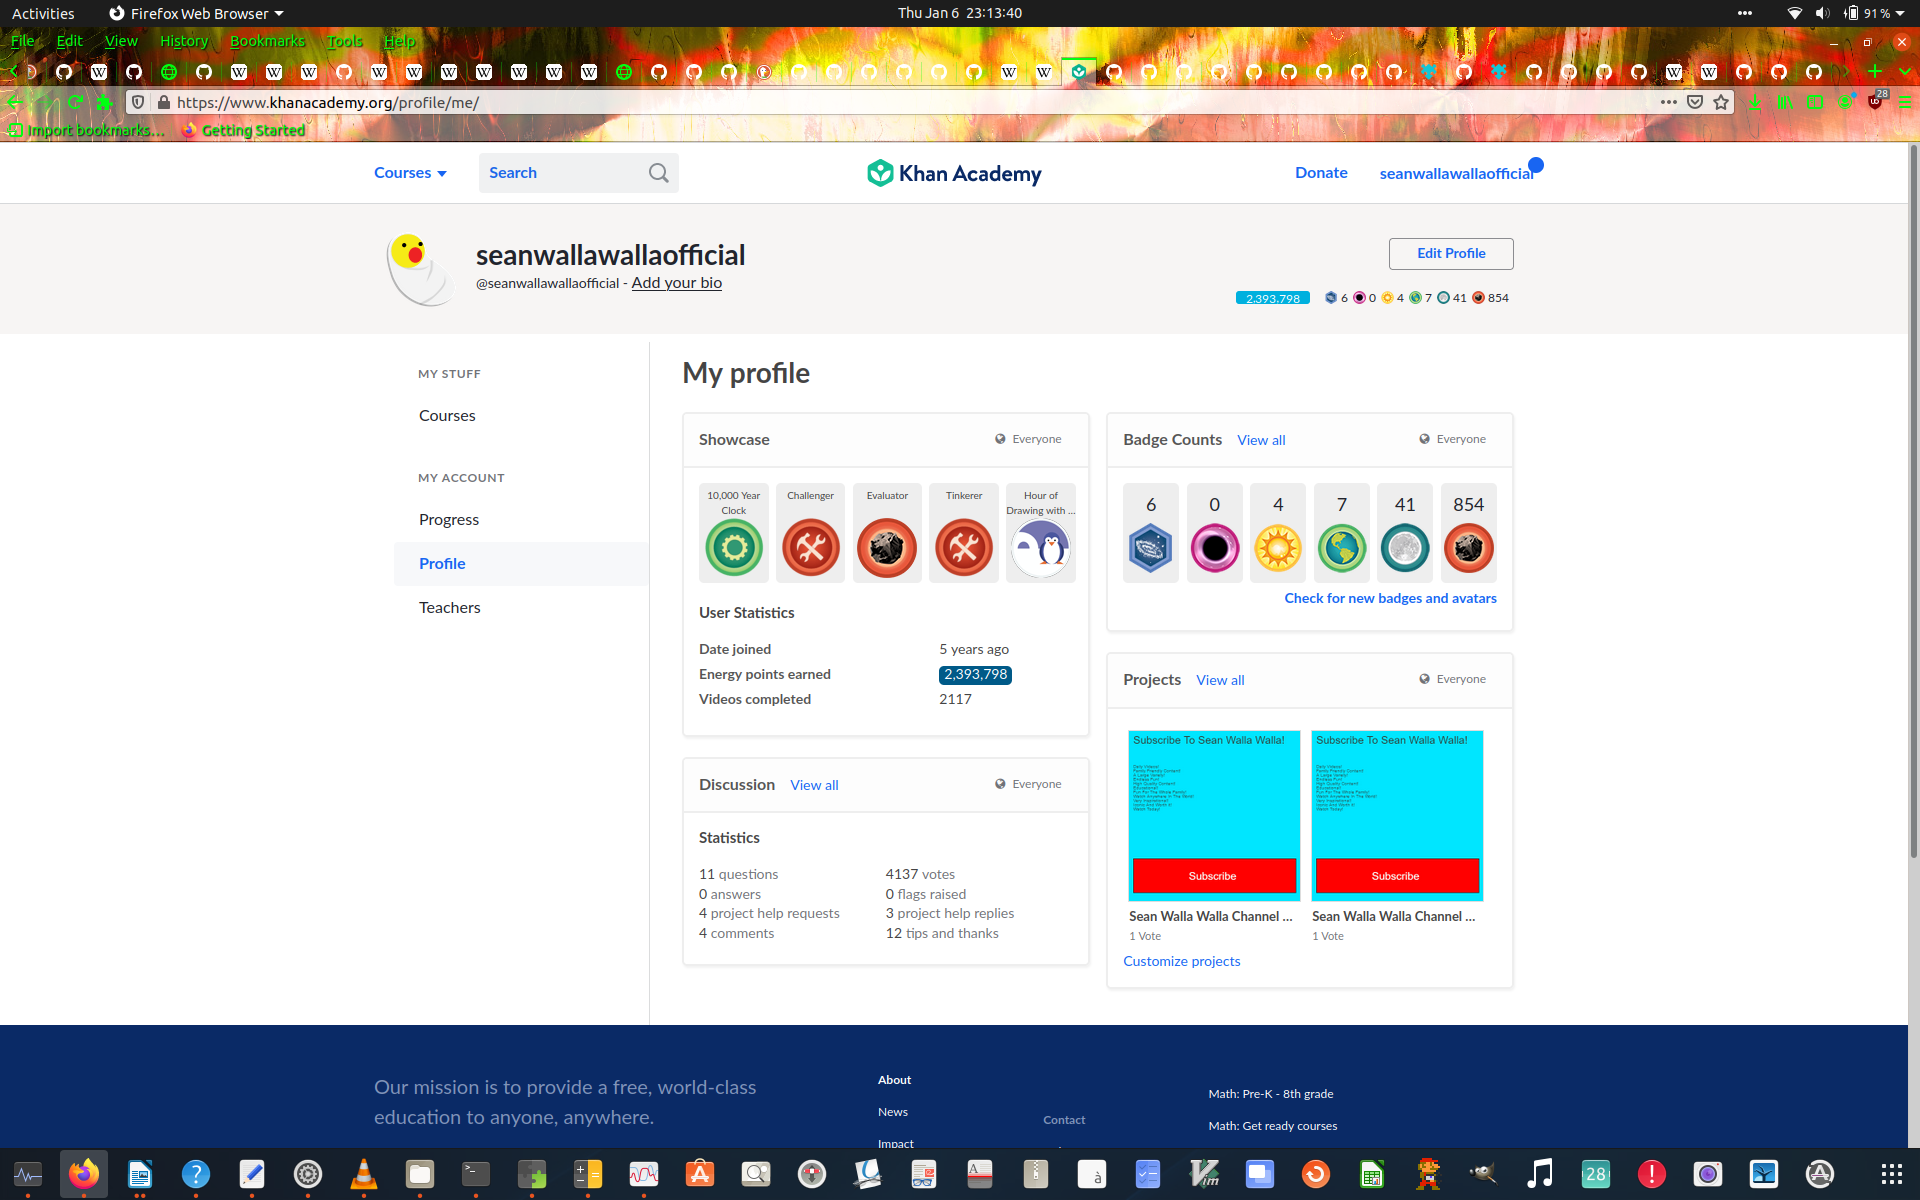 Activities
Firefox Web Browser
Thu Jan 6 23:13:40
91 %
File Edit View History Bookmarks Tools Help
https://www.khanacademy.org/profile/me/
28
Import bookmarks...
Getting Started
Courses
Search
Khan Academy
Donate
seanwallawallaofficial
seanwallawallaofficial
@seanwallawallaofficial - Add your bio
Edit Profile
2,393,798 6 0 4 7 41 854
MY STUFF
Courses
MY ACCOUNT
Progress
Profile
Teachers
My profile
Showcase
Everyone
10,000 Year
Clock
Challenger
Evaluator
Tinkerer
Hour of
Drawing with ...
User Statistics
Date joined 5 years ago
Energy points earned 2,393,798
Videos completed 2117
Badge Counts View all
Everyone
6 0 4 7 41 854
Check for new badges and avatars
Discussion View all
Everyone
Statistics
11 questions 4137 votes
0 answers 0 flags raised
4 project help requests 3 project help replies
4 comments 12 tips and thanks
Projects View all
Everyone
Subscribe To Sean Walla Walla!
Subscribe
Sean Walla Walla Channel ...
1 Vote
Subscribe To Sean Walla Walla!
Subscribe
Sean Walla Walla Channel ...
1 Vote
Customize projects
Our mission is to provide a free, world-class
education to anyone, anywhere.
About
News
Impact
Contact
Math: Pre-K - 8th grade
Math: Get ready courses
28